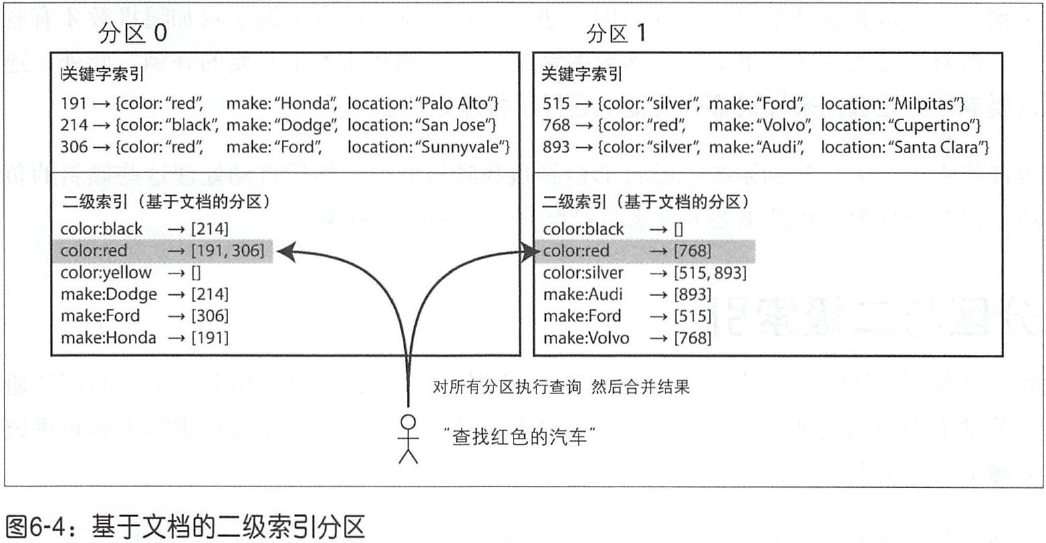 分区 0
关键字索引
191 → {color: “red”, make: “Honda”, location: “Palo Alto”}
214 → {color: “black”, make: “Dodge”, location: “San Jose”}
306 → {color: “red”, make: “Ford”, location: “Sunnyvale”}
二级索引（基于文档的分区）
color:black → [214]
color:red → [191, 306]
color:yellow → []
make:Dodge → [214]
make:Ford → [306]
make:Honda → [191]
分区 1
关键字索引
515 → {color: “silver”, make: “Ford”, location: “Milpitas”}
768 → {color: “red”, make: “Volvo”, location: “Cupertino”}
893 → {color: “silver”, make: “Audi”, location: “Santa Clara”}
二级索引（基于文档的分区）
color:black → []
color:red → [768]
color:silver → [515, 893]
make:Audi → [893]
make:Ford → [515]
make:Volvo → [768]
对所有分区执行查询 然后合并结果
“查找红色的汽车”
图6-4：基于文档的二级索引分区